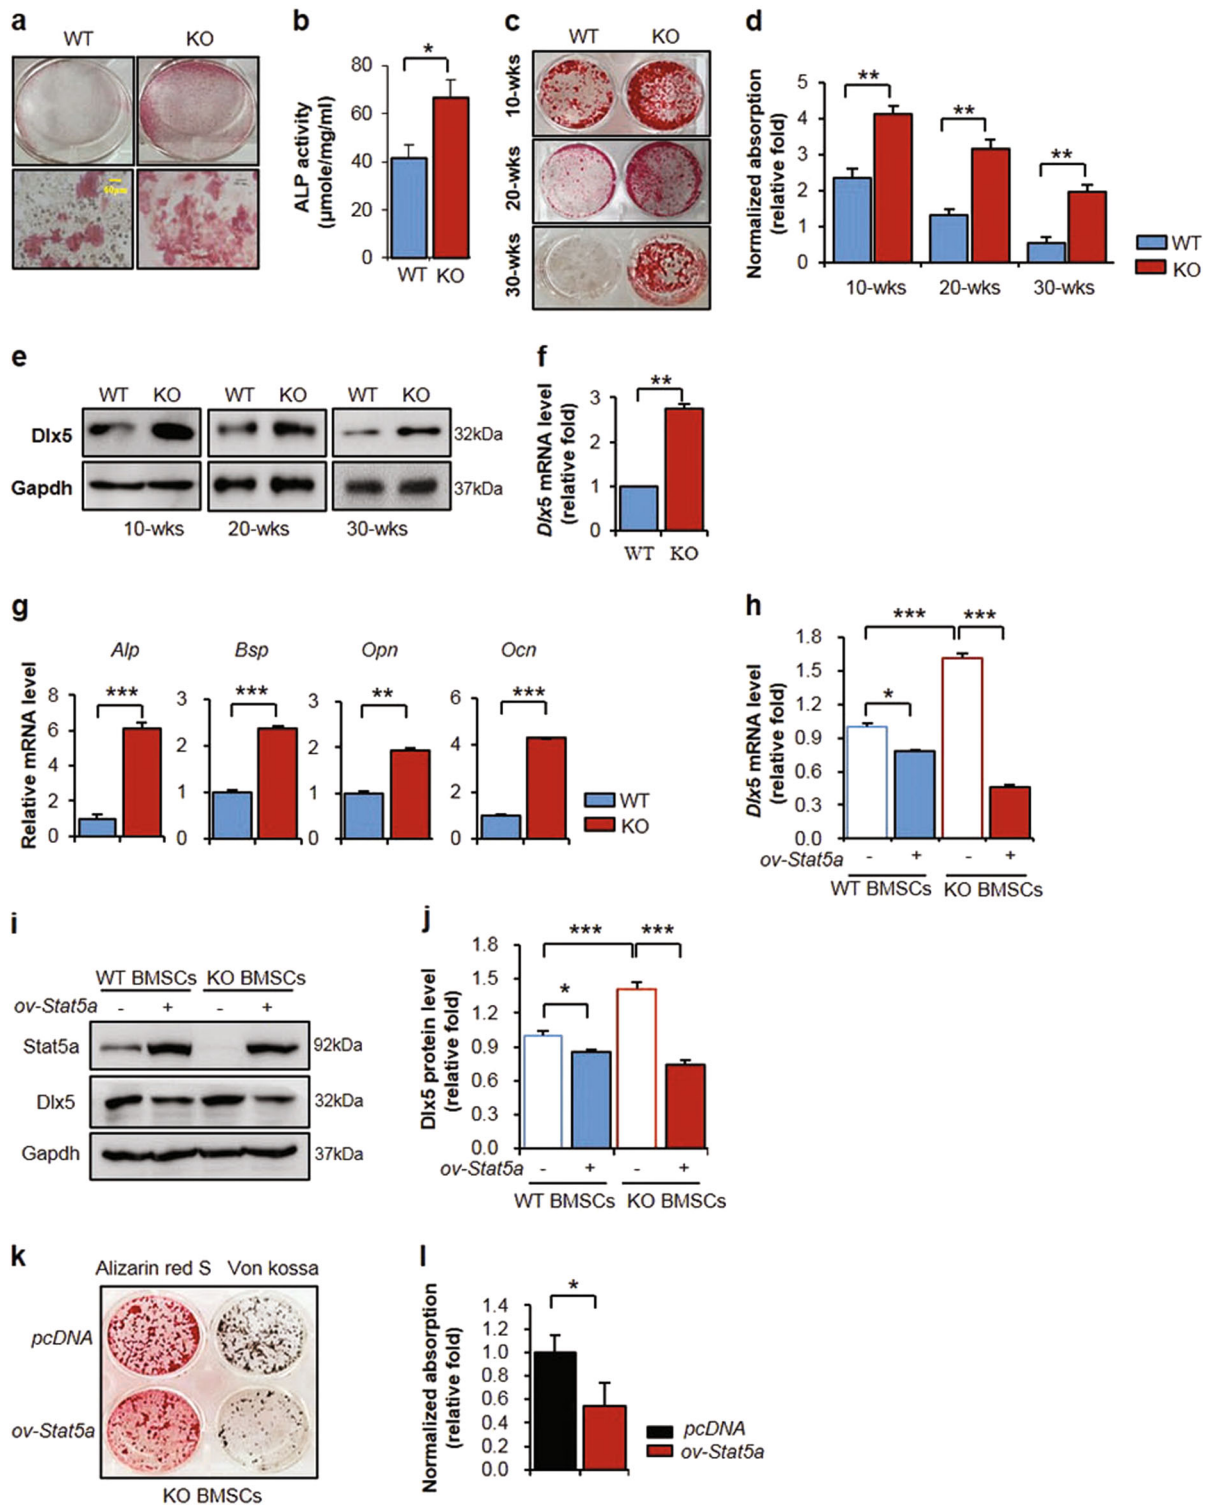 a
WT KO
40μm
b
ALP activity
(μmole/mg/ml)
80
60
40
20
0
*
WT KO
c
WT KO
10-wks
20-wks
30-wks
d
Normalized absorption
(relative fold)
5
4
3
2
1
0
** ** **
10-wks 20-wks 30-wks
WT
KO
e
WT KO WT KO WT KO
Dlx5 32kDa
Gapdh 37kDa
10-wks 20-wks 30-wks
f
Dlx5 mRNA level
(relative fold)
3
2
1
0
**
WT KO
g
Relative mRNA level
Alp Bsp Opn Ocn
8
6
4
2
0
***
3
2
1
0
***
3
2
1
0
**
6
4
2
0
***
WT
KO
h
Dlx5 mRNA level
(relative fold)
1.8
1.5
1.2
0.9
0.6
0.3
0.0
*** ***
*
ov-Stat5a - + - +
WT BMSCs KO BMSCs
i
WT BMSCs KO BMSCs
ov-Stat5a - + - +
Stat5a 92kDa
Dlx5 32kDa
Gapdh 37kDa
j
Dlx5 protein level
(relative fold)
1.8
1.5
1.2
0.9
0.6
0.3
0.0
*** ***
*
ov-Stat5a - + - +
WT BMSCs KO BMSCs
k
Alizarin red S Von kossa
pcDNA
ov-Stat5a
KO BMSCs
l
Normalized absorption
(relative fold)
1.4
1.2
1.0
0.8
0.6
0.4
0.2
0.0
*
pcDNA
ov-Stat5a